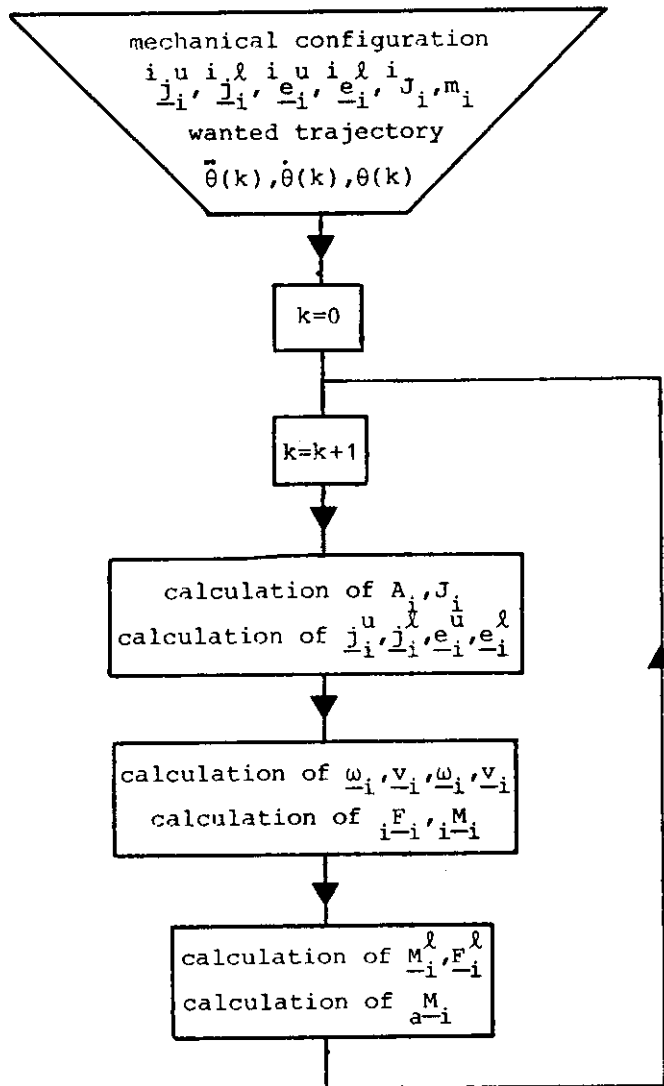 mechanical configuration
ⁱj̲ᵢᵘ, ⁱj̲ᵢˡ, ⁱe̲ᵢᵘ, ⁱe̲ᵢˡ, ⁱJᵢ, mᵢ
wanted trajectory
θ̈(k), θ̇(k), θ(k)
k=0
k=k+1
calculation of Aᵢ, Jᵢ
calculation of j̲ᵢᵘ, j̲ᵢˡ, e̲ᵢᵘ, e̲ᵢˡ
calculation of ω̲ᵢ, v̲ᵢ, ω̲ᵢ, v̲ᵢ
calculation of ᵢF̲ᵢ, ᵢM̲ᵢ
calculation of M̲ᵢˡ, F̲ᵢˡ
calculation of ₐM̲ᵢ